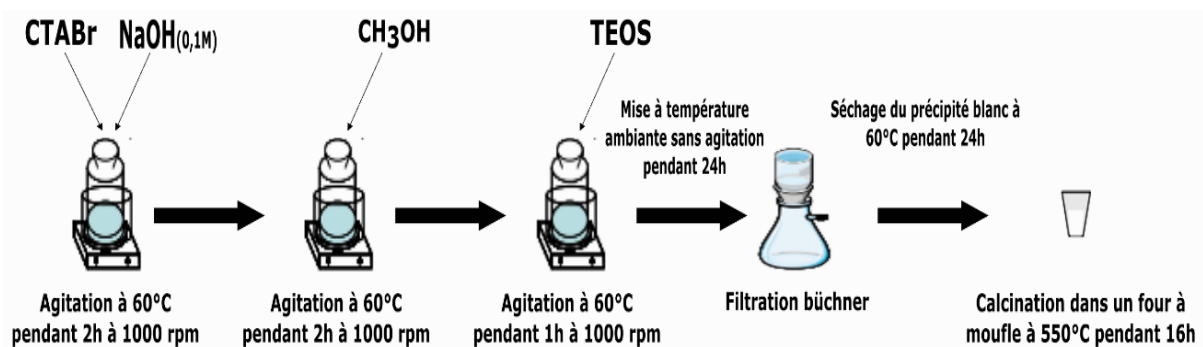 CTABr NaOH(0,1M)
CH3OH
TEOS
Mise à température
ambiante sans agitation
pendant 24h
Séchage du précipité blanc à
60°C pendant 24h
Agitation à 60°C
pendant 2h à 1000 rpm
Agitation à 60°C
pendant 2h à 1000 rpm
Agitation à 60°C
pendant 1h à 1000 rpm
Filtration büchner
Calcination dans un four à
moufle à 550°C pendant 16h